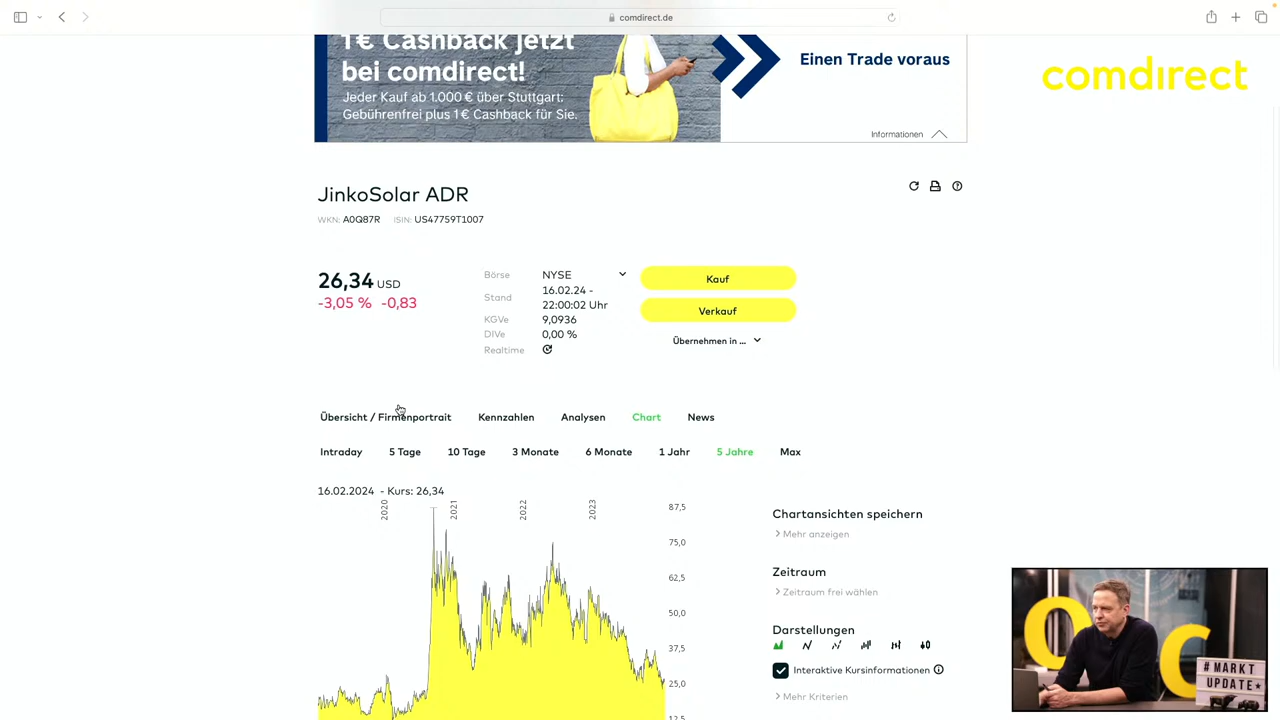 comdirect.de
1€ Cashback jetzt
bei comdirect!
Jeder Kauf ab 1.000 € über Stuttgart:
Gebührenfrei plus 1 € Cashback für Sie.
Einen Trade voraus
Informationen
comdirect
JinkoSolar ADR
WKN: A0Q87R ISIN: US47759T1007
26,34 USD
-3,05 % -0,83
Börse NYSE
Stand 16.02.24 -
22:00:02 Uhr
KGVe 9,0936
DIVe 0,00 %
Realtime
Kauf
Verkauf
Übernehmen in ...
Übersicht / Firmenportrait Kennzahlen Analysen Chart News
Intraday 5 Tage 10 Tage 3 Monate 6 Monate 1 Jahr 5 Jahre Max
16.02.2024 - Kurs: 26,34
2020 2021 2022 2023
87,5
75,0
62,5
50,0
37,5
25,0
12,5
Chartansichten speichern
Mehr anzeigen
Zeitraum
Zeitraum frei wählen
Darstellungen
Interaktive Kursinformationen
Mehr Kriterien
#MARKT
UPDATE